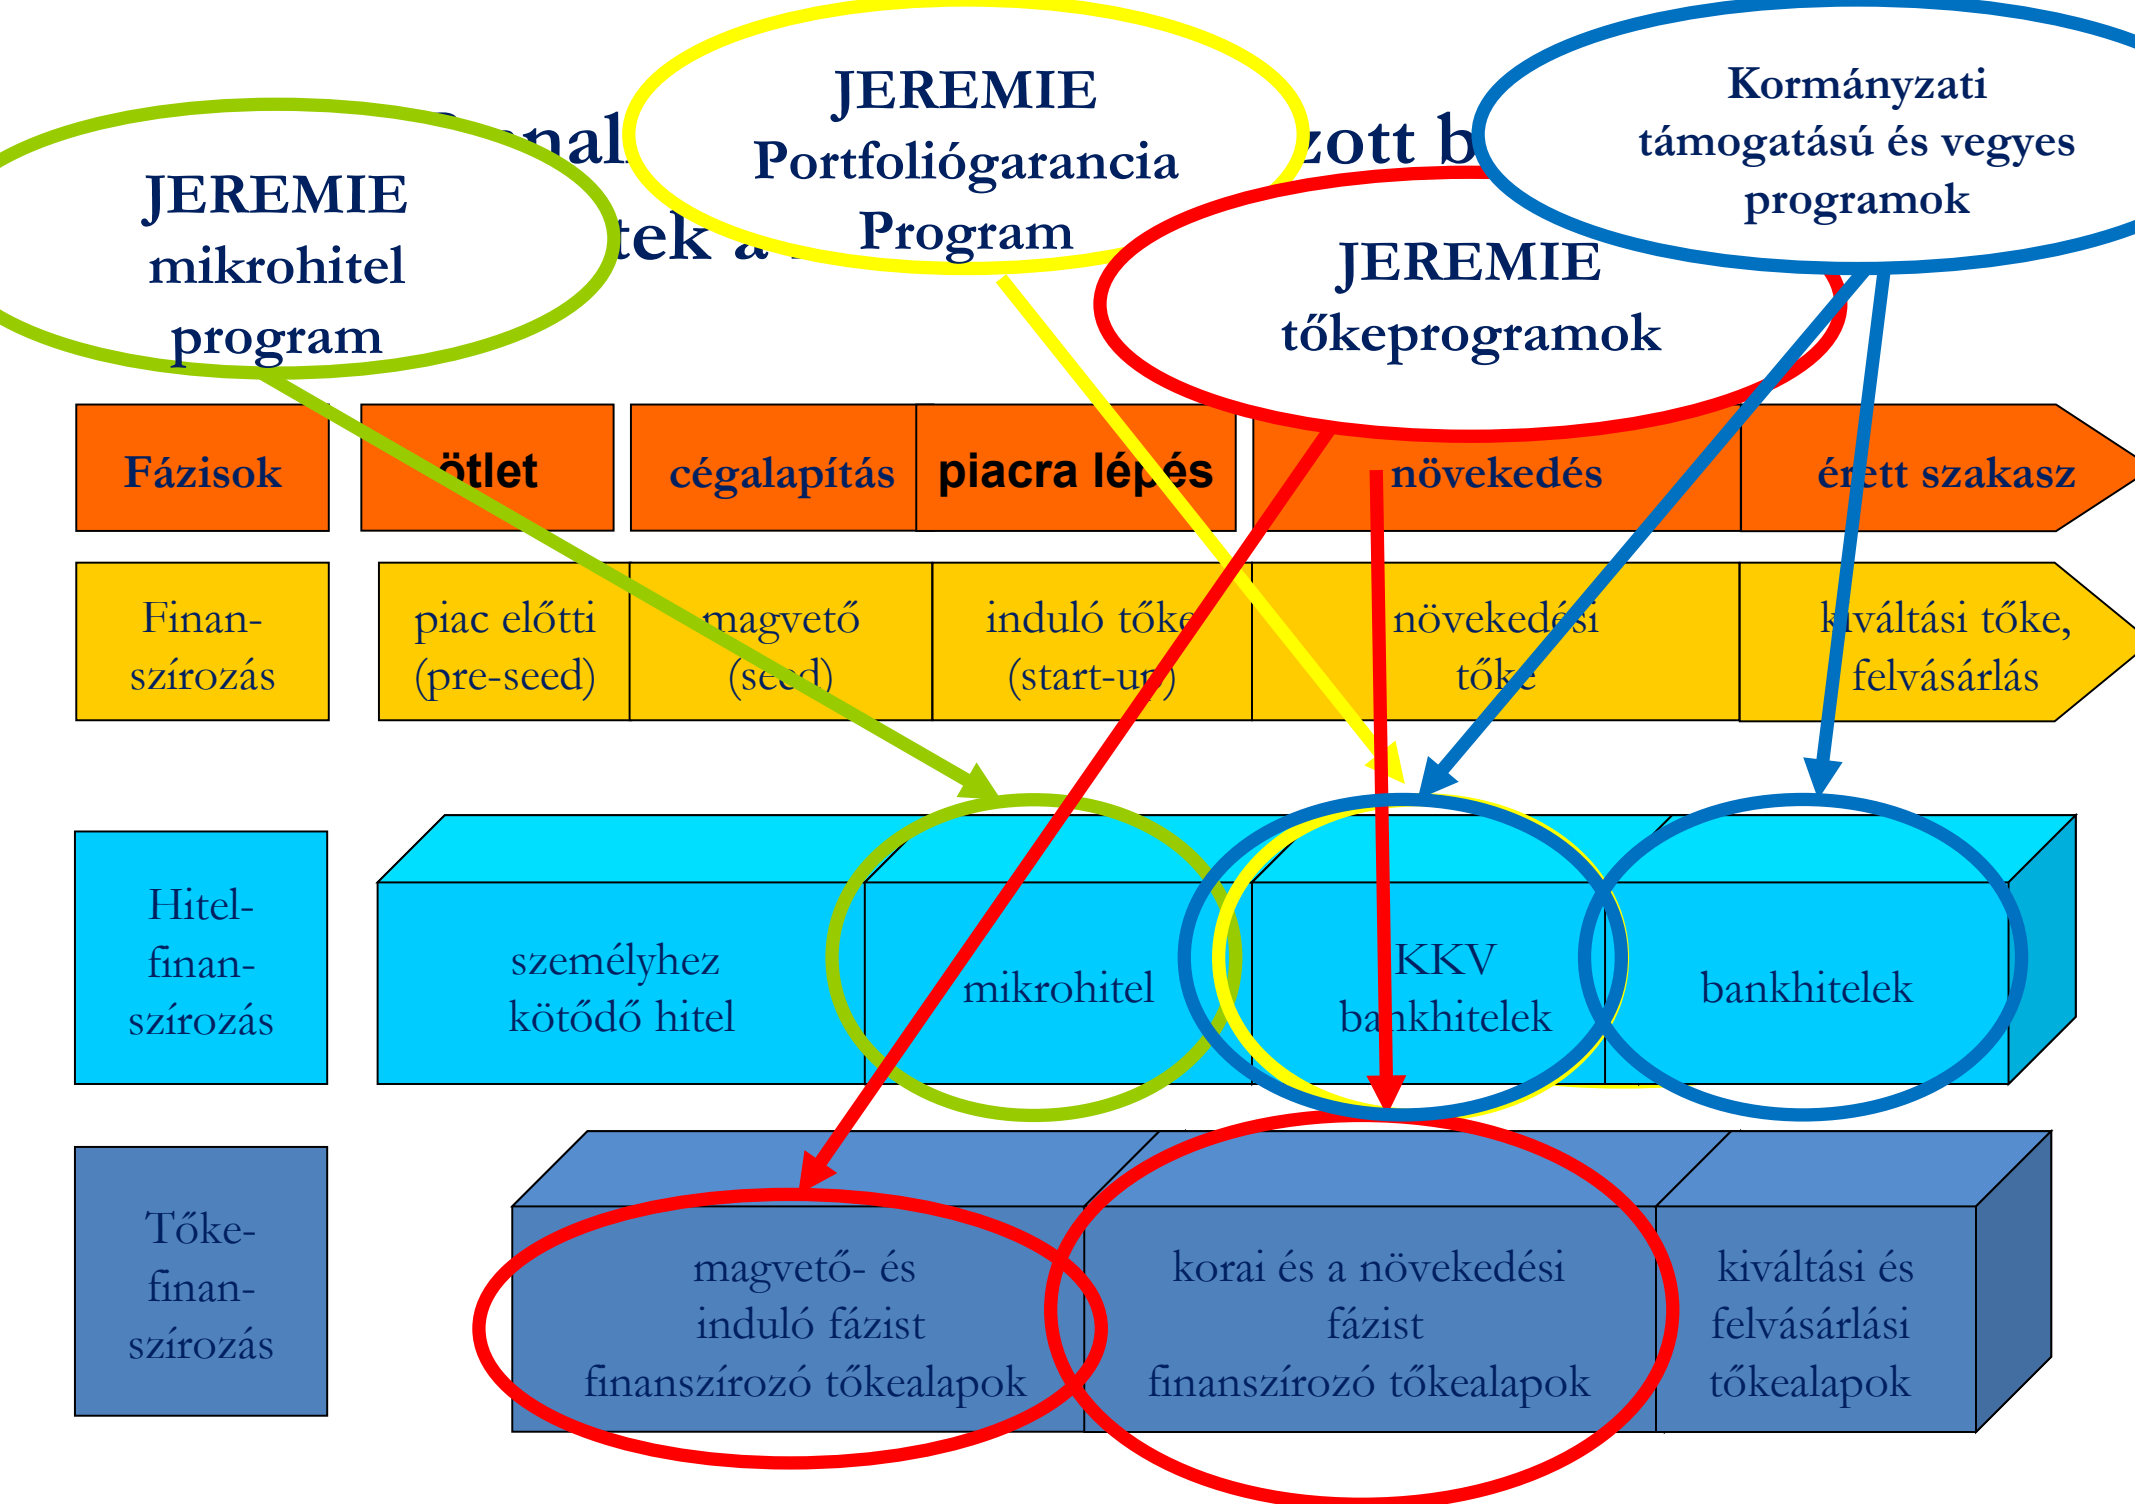 JEREMIE
mikrohitel
program
JEREMIE
Portfoliógarancia
Program
JEREMIE
tőkeprogramok
Kormányzati
támogatású és vegyes
programok
Fázisok
ötlet
cégalapítás
piacra lépés
növekedés
érett szakasz
Finan-
szírozás
piac előtti
(pre-seed)
magvető
(seed)
induló tőke
(start-up)
növekedési
tőke
kiváltási tőke,
felvásárlás
Hitel-
finan-
szírozás
személyhez
kötődő hitel
mikrohitel
KKV
bankhitelek
bankhitelek
Tőke-
finan-
szírozás
magvető- és
induló fázist
finanszírozó tőkealapok
korai és a növekedési
fázist
finanszírozó tőkealapok
kiváltási és
felvásárlási
tőkealapok